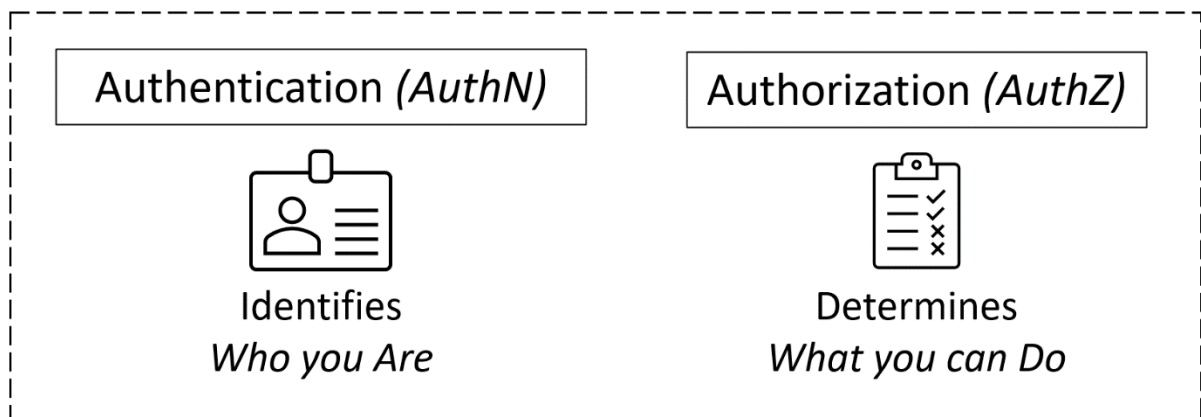 Authentication (AuthN)
Identifies
Who you Are
Authorization (AuthZ)
Determines
What you can Do